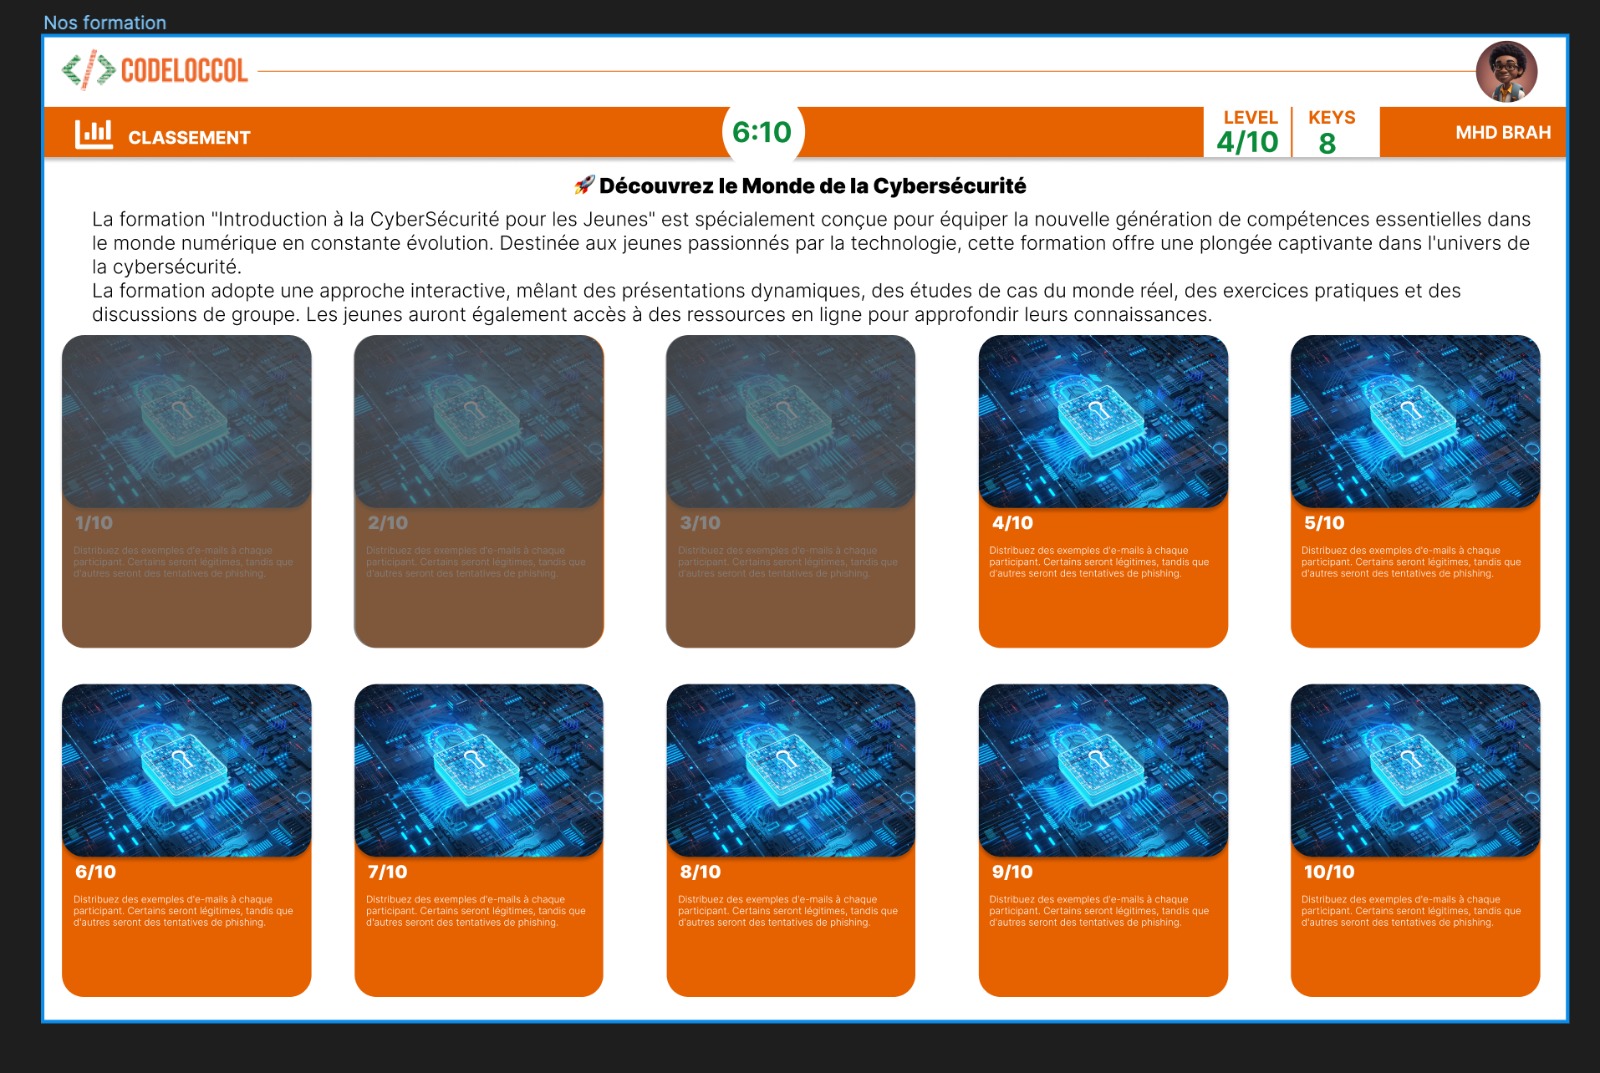 Nos formation
</> CODELOCCOL
CLASSEMENT
6:10
LEVEL
4/10
KEYS
8
MHD BRAH
🚀 Découvrez le Monde de la Cybersécurité
La formation "Introduction à la CyberSécurité pour les Jeunes" est spécialement conçue pour équiper la nouvelle génération de compétences essentielles dans
le monde numérique en constante évolution. Destinée aux jeunes passionnés par la technologie, cette formation offre une plongée captivante dans l'univers de
la cybersécurité.
La formation adopte une approche interactive, mêlant des présentations dynamiques, des études de cas du monde réel, des exercices pratiques et des
discussions de groupe. Les jeunes auront également accès à des ressources en ligne pour approfondir leurs connaissances.
1/10
Distribuez des exemples d'e-mails à chaque
participant. Certains seront légitimes, tandis que
d'autres seront des tentatives de phishing.
2/10
Distribuez des exemples d'e-mails à chaque
participant. Certains seront légitimes, tandis que
d'autres seront des tentatives de phishing.
3/10
Distribuez des exemples d'e-mails à chaque
participant. Certains seront légitimes, tandis que
d'autres seront des tentatives de phishing.
4/10
Distribuez des exemples d'e-mails à chaque
participant. Certains seront légitimes, tandis que
d'autres seront des tentatives de phishing.
5/10
Distribuez des exemples d'e-mails à chaque
participant. Certains seront légitimes, tandis que
d'autres seront des tentatives de phishing.
6/10
Distribuez des exemples d'e-mails à chaque
participant. Certains seront légitimes, tandis que
d'autres seront des tentatives de phishing.
7/10
Distribuez des exemples d'e-mails à chaque
participant. Certains seront légitimes, tandis que
d'autres seront des tentatives de phishing.
8/10
Distribuez des exemples d'e-mails à chaque
participant. Certains seront légitimes, tandis que
d'autres seront des tentatives de phishing.
9/10
Distribuez des exemples d'e-mails à chaque
participant. Certains seront légitimes, tandis que
d'autres seront des tentatives de phishing.
10/10
Distribuez des exemples d'e-mails à chaque
participant. Certains seront légitimes, tandis que
d'autres seront des tentatives de phishing.